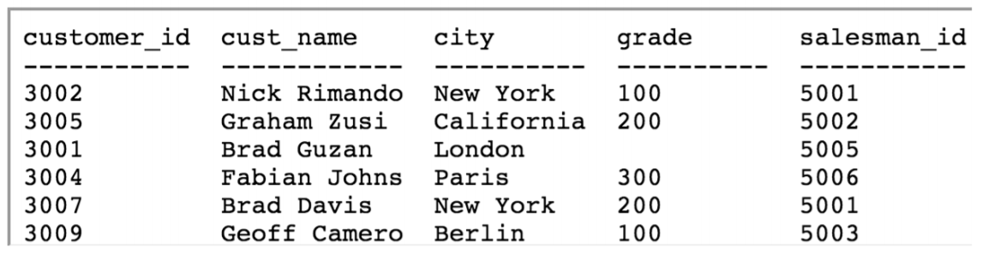 customer_id cust_name city grade salesman_id
----------- ------------ ---------- ---------- -----------
3002 Nick Rimando New York 100 5001
3005 Graham Zusi California 200 5002
3001 Brad Guzan London 5005
3004 Fabian Johns Paris 300 5006
3007 Brad Davis New York 200 5001
3009 Geoff Camero Berlin 100 5003